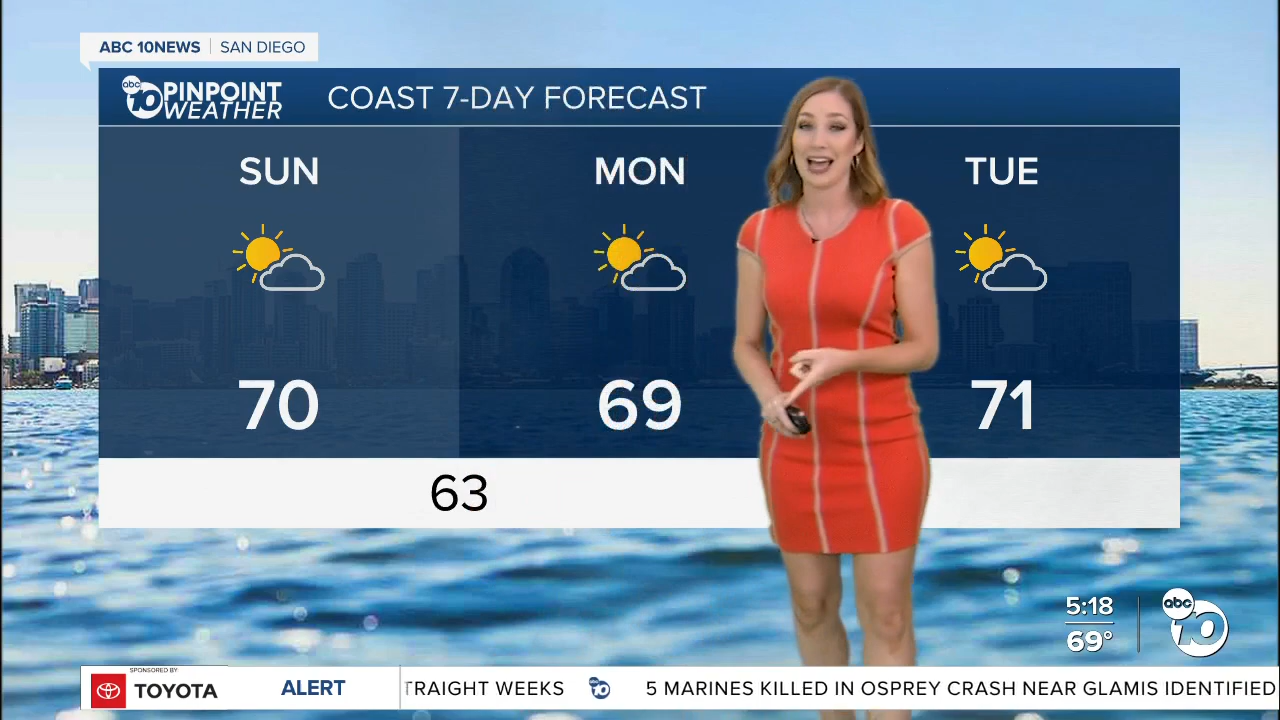 ABC 10NEWS | SAN DIEGO
abc 10 PINPOINT WEATHER
COAST 7-DAY FORECAST
SUN MON TUE
70 69 71
63
5:18
69°
abc 10
SPONSORED BY
TOYOTA
ALERT
TRAIGHT WEEKS abc 10 5 MARINES KILLED IN OSPREY CRASH NEAR GLAMIS IDENTIFIED